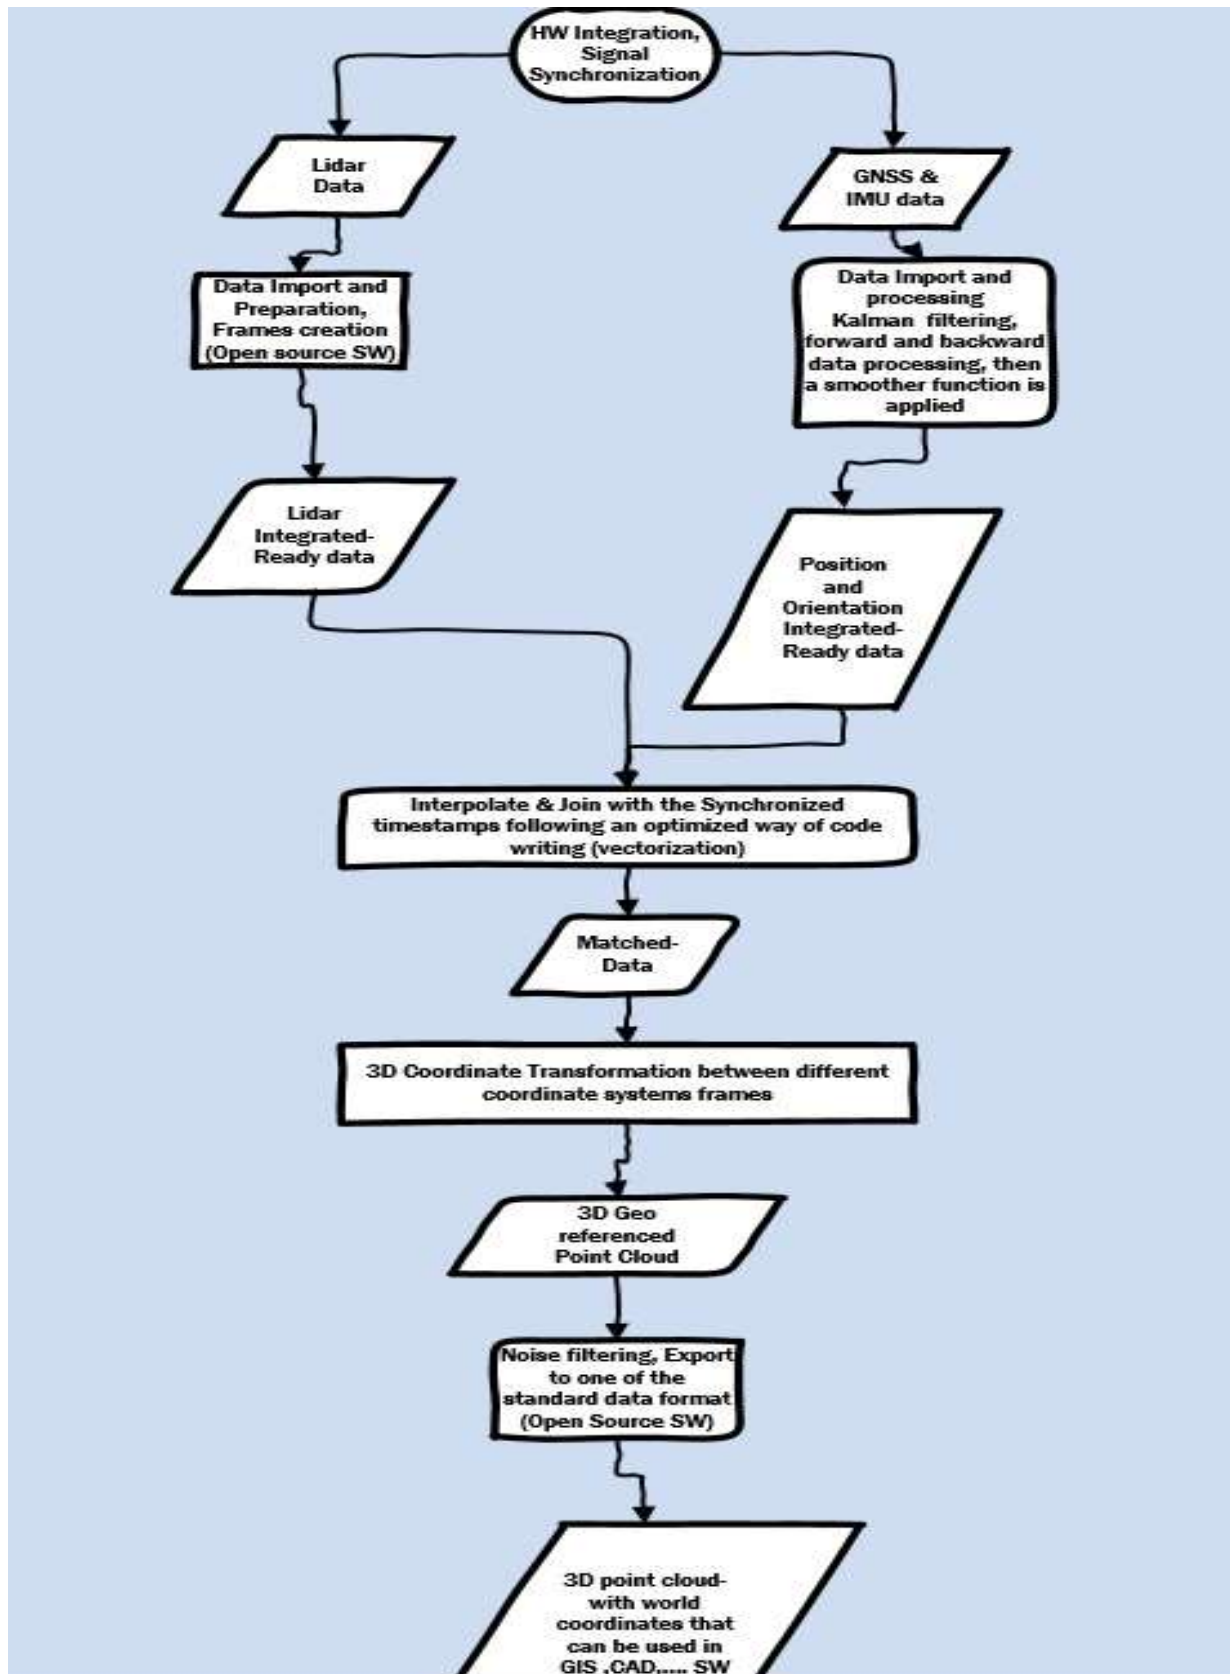 HW Integration,
Signal
Synchronization
Lidar
Data
GNSS &
IMU data
Data Import and
Preparation,
Frames creation
(Open source SW)
Data Import and
processing
Kalman filtering,
forward and backward
data processing, then
a smoother function is
applied
Lidar
Integrated-
Ready data
Position
and
Orientation
Integrated-
Ready data
Interpolate & Join with the Synchronized
timestamps following an optimized way of code
writing (vectorization)
Matched-
Data
3D Coordinate Transformation between different
coordinate systems frames
3D Geo
referenced
Point Cloud
Noise filtering, Export
to one of the
standard data format
(Open Source SW)
3D point cloud-
with world
coordinates that
can be used in
GIS ,CAD,.... SW